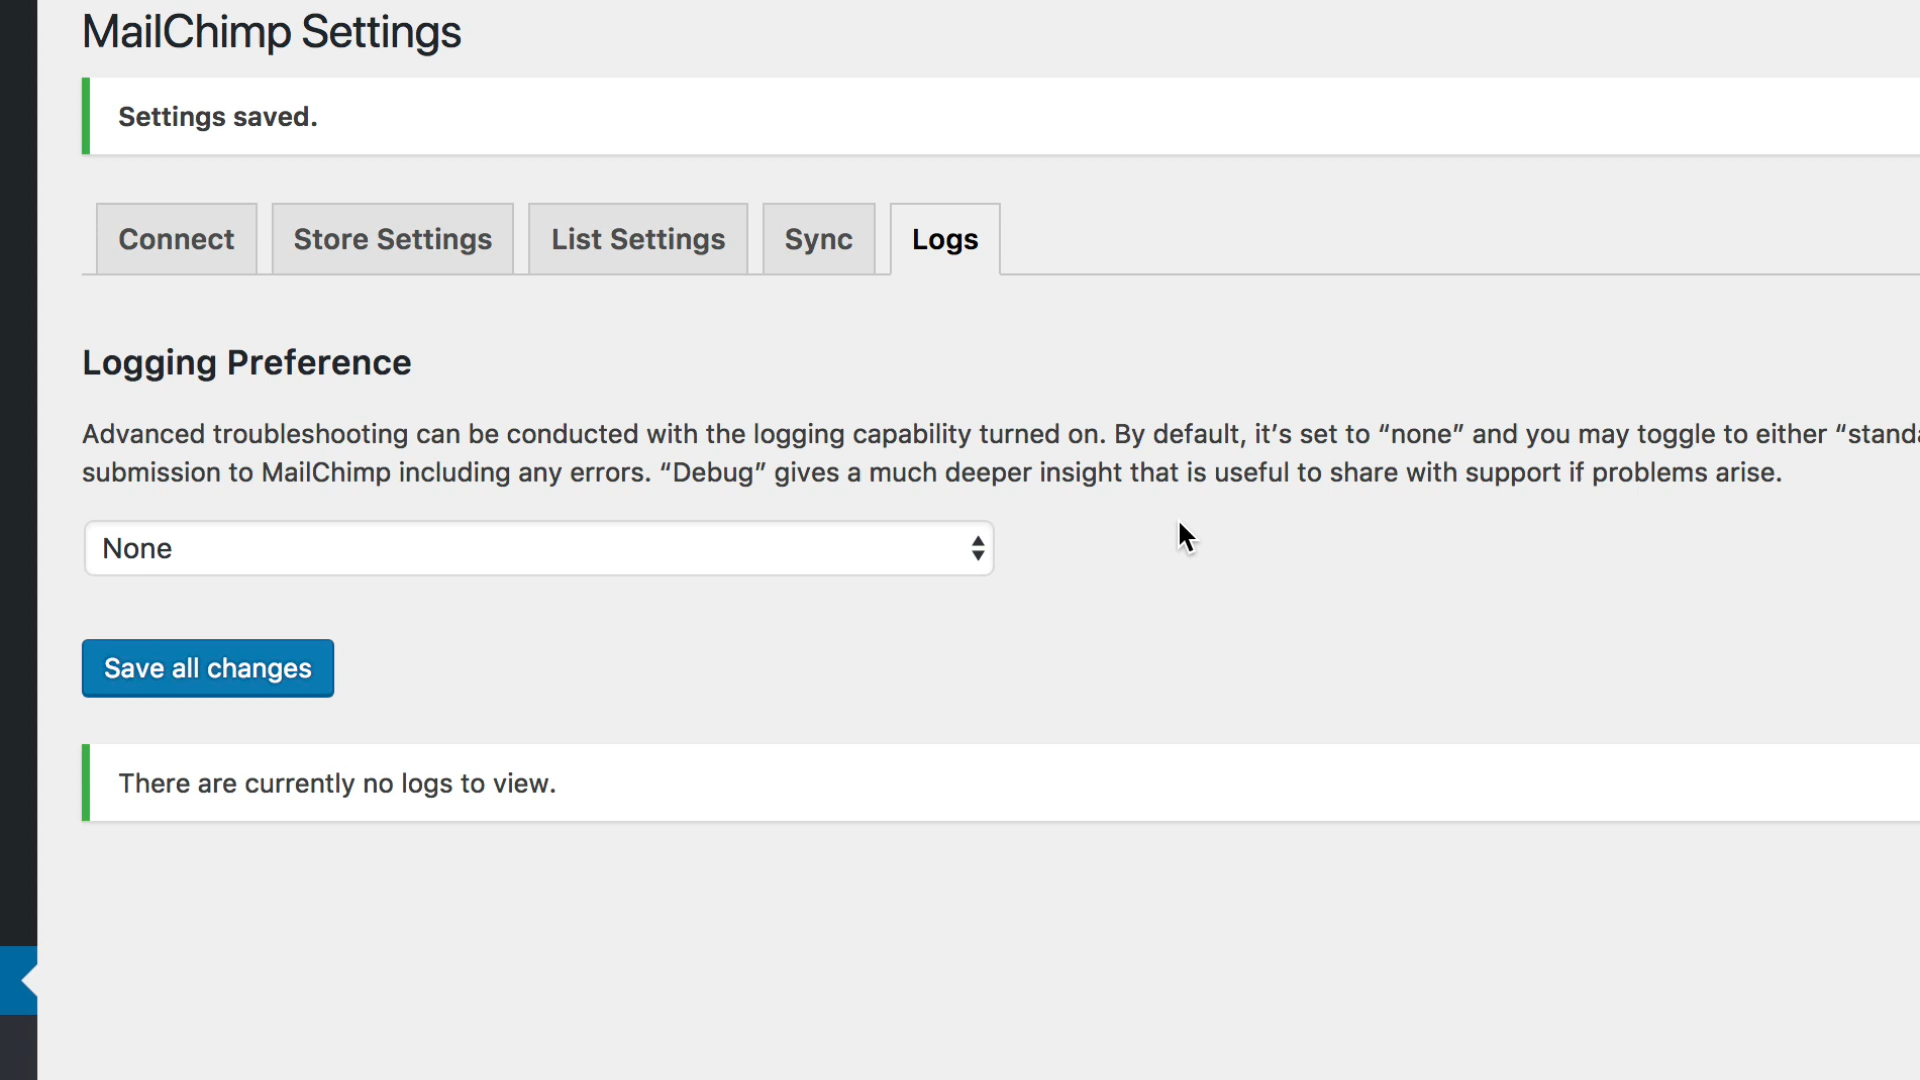 MailChimp Settings
Settings saved.
Connect Store Settings List Settings Sync Logs
Logging Preference
Advanced troubleshooting can be conducted with the logging capability turned on. By default, it’s set to “none” and you may toggle to either
submission to MailChimp including any errors. “Debug” gives a much deeper insight that is useful to share with support if problems arise.
None
Save all changes
There are currently no logs to view.